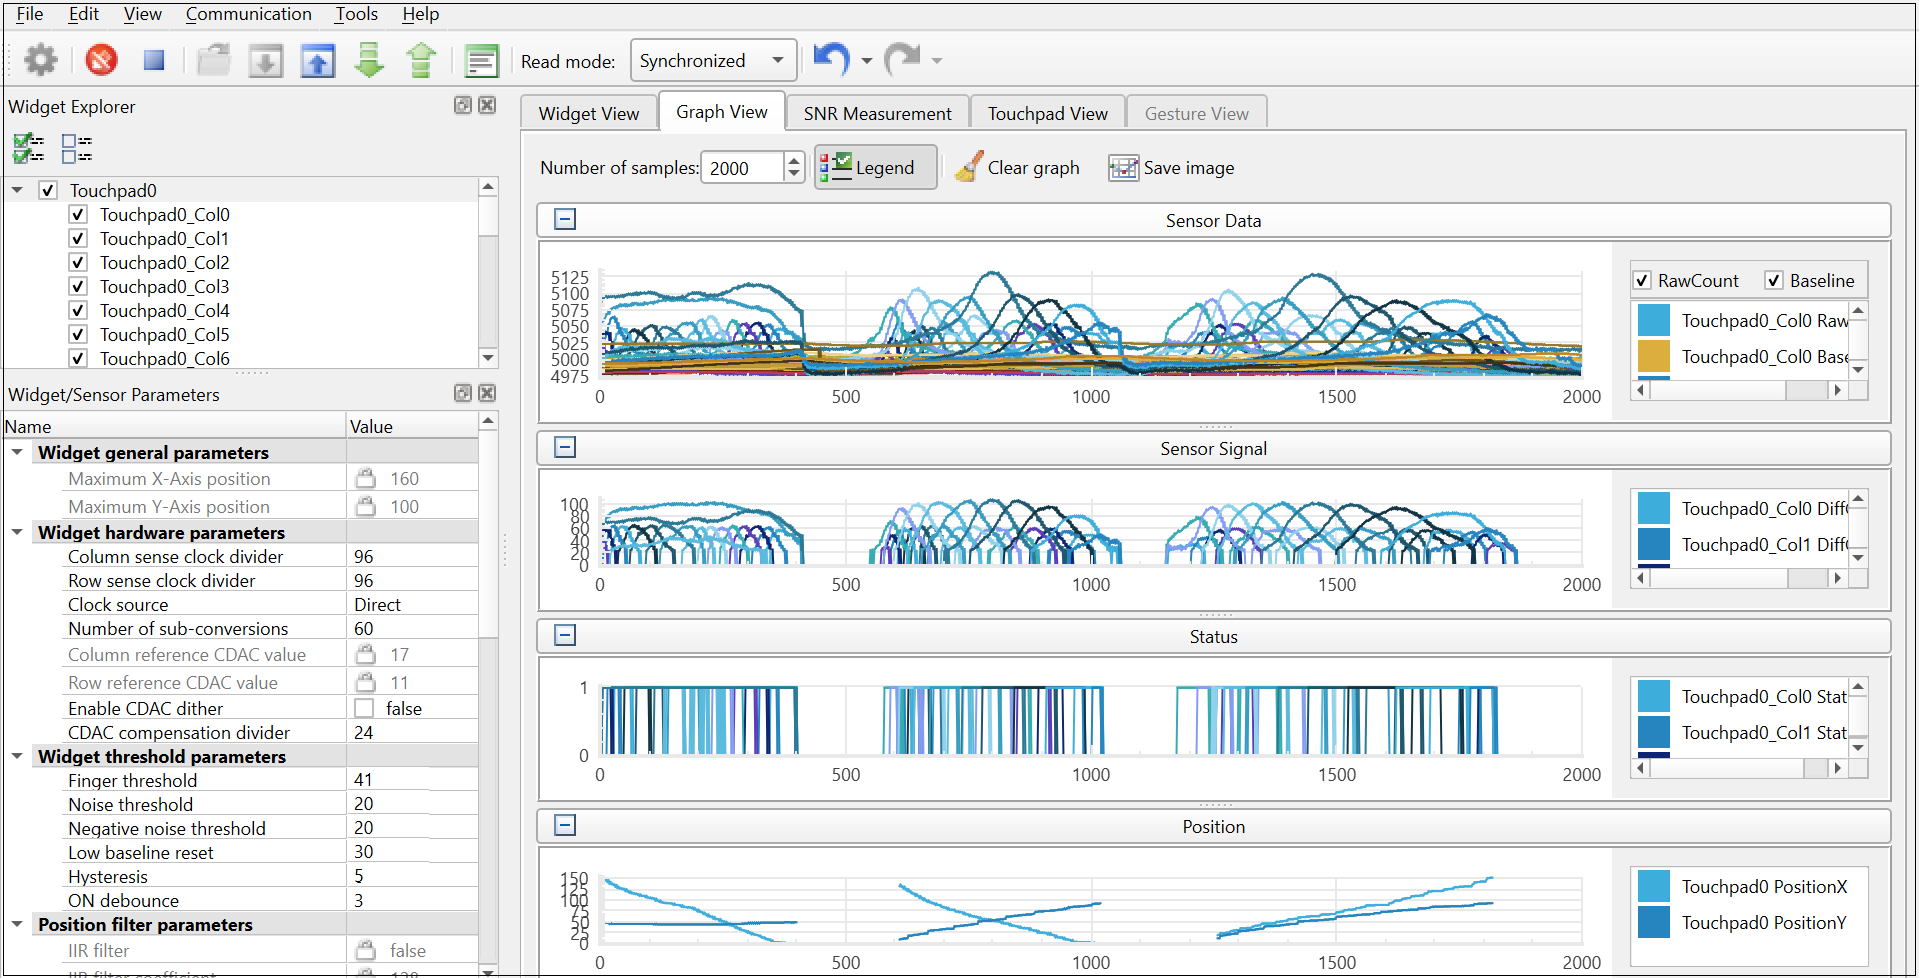 File Edit View Communication Tools Help
Read mode: Synchronized
Widget Explorer
Touchpad0
Touchpad0_Col0
Touchpad0_Col1
Touchpad0_Col2
Touchpad0_Col3
Touchpad0_Col4
Touchpad0_Col5
Touchpad0_Col6
Widget/Sensor Parameters
Name Value
Widget general parameters
Maximum X-Axis position 160
Maximum Y-Axis position 100
Widget hardware parameters
Column sense clock divider 96
Row sense clock divider 96
Clock source Direct
Number of sub-conversions 60
Column reference CDAC value 17
Row reference CDAC value 11
Enable CDAC dither false
CDAC compensation divider 24
Widget threshold parameters
Finger threshold 41
Noise threshold 20
Negative noise threshold 20
Low baseline reset 30
Hysteresis 5
ON debounce 3
Position filter parameters
IIR filter false
IIR filter coefficient 128
Widget View Graph View SNR Measurement Touchpad View Gesture View
Number of samples: 2000 Legend Clear graph Save image
Sensor Data
5125
5100
5075
5050
5025
5000
4975
0 500 1000 1500 2000
RawCount Baseline
Touchpad0_Col0 Raw
Touchpad0_Col0 Base
Sensor Signal
100
80
60
40
20
0
0 500 1000 1500 2000
Touchpad0_Col0 Diff
Touchpad0_Col1 Diff
Status
1
0
0 500 1000 1500 2000
Touchpad0_Col0 Stat
Touchpad0_Col1 Stat
Position
150
125
100
75
50
25
0
0 500 1000 1500 2000
Touchpad0 PositionX
Touchpad0 PositionY